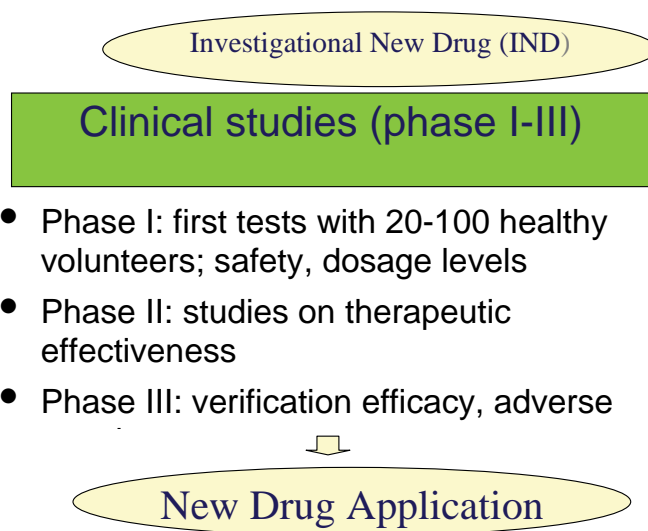 Investigational New Drug (IND)
Clinical studies (phase I-III)
• Phase I: first tests with 20-100 healthy
volunteers; safety, dosage levels
• Phase II: studies on therapeutic
effectiveness
• Phase III: verification efficacy, adverse
New Drug Application